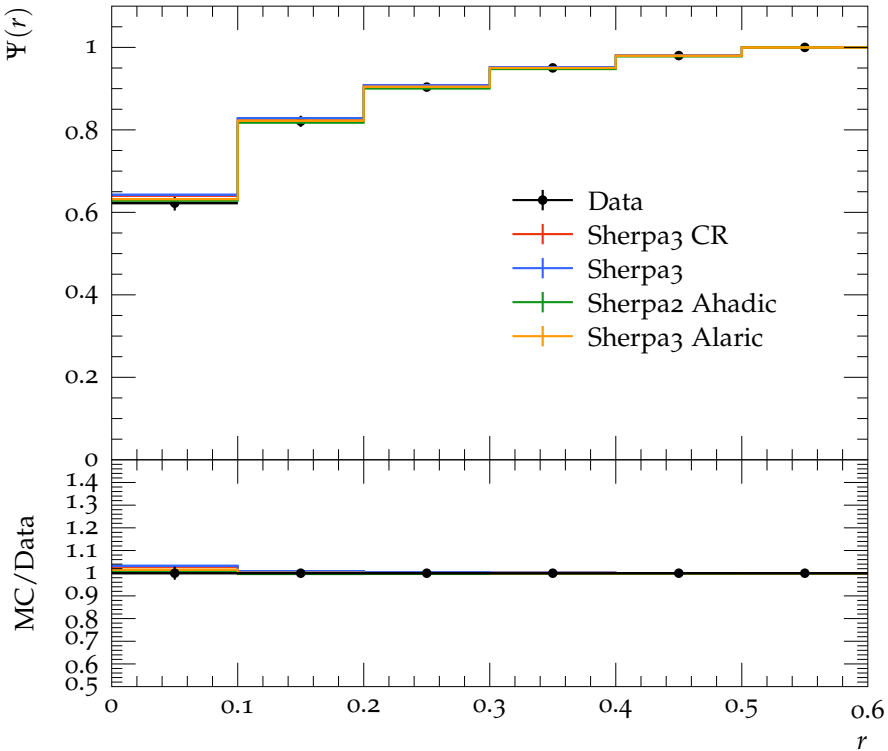 Ψ(r)
1
0.8
0.6
0.4
0.2
0
Data
Sherpa3 CR
Sherpa3
Sherpa2 Ahadic
Sherpa3 Alaric
MC/Data
1.4
1.3
1.2
1.1
1
0.9
0.8
0.7
0.6
0.5
0 0.1 0.2 0.3 0.4 0.5 0.6
r